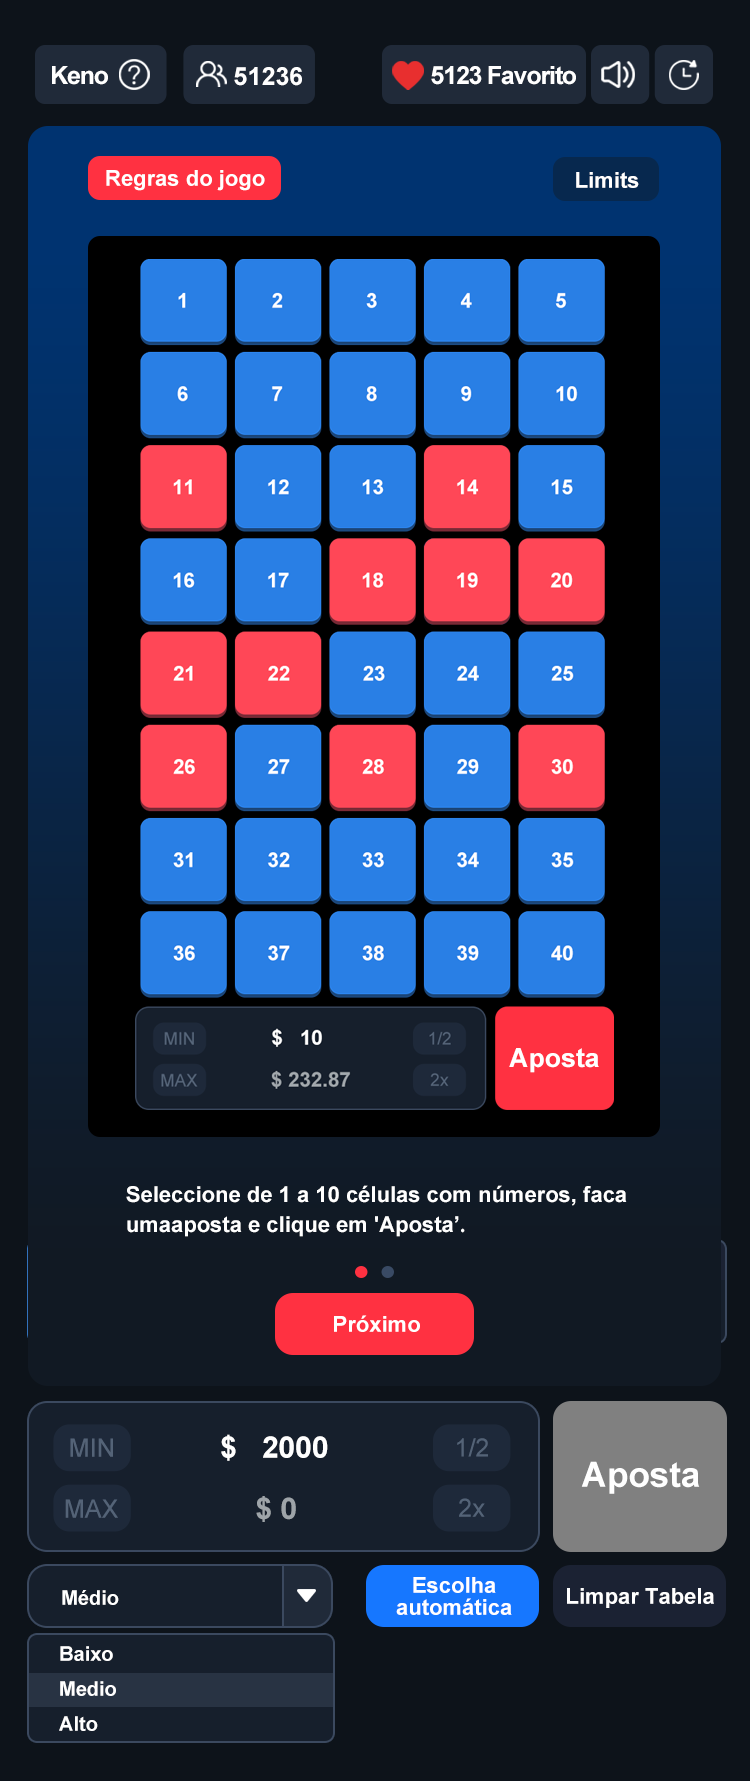 Keno
51236
5123 Favorito
Regras do jogo
Limits
1 2 3 4 5
6 7 8 9 10
11 12 13 14 15
16 17 18 19 20
21 22 23 24 25
26 27 28 29 30
31 32 33 34 35
36 37 38 39 40
MIN $ 10 1/2
MAX $ 232.87 2x
Aposta
Seleccione de 1 a 10 células com números, faca
umaaposta e clique em 'Aposta’.
Próximo
MIN $ 2000 1/2
MAX $ 0 2x
Aposta
Médio
Escolha
automática
Limpar Tabela
Baixo
Medio
Alto